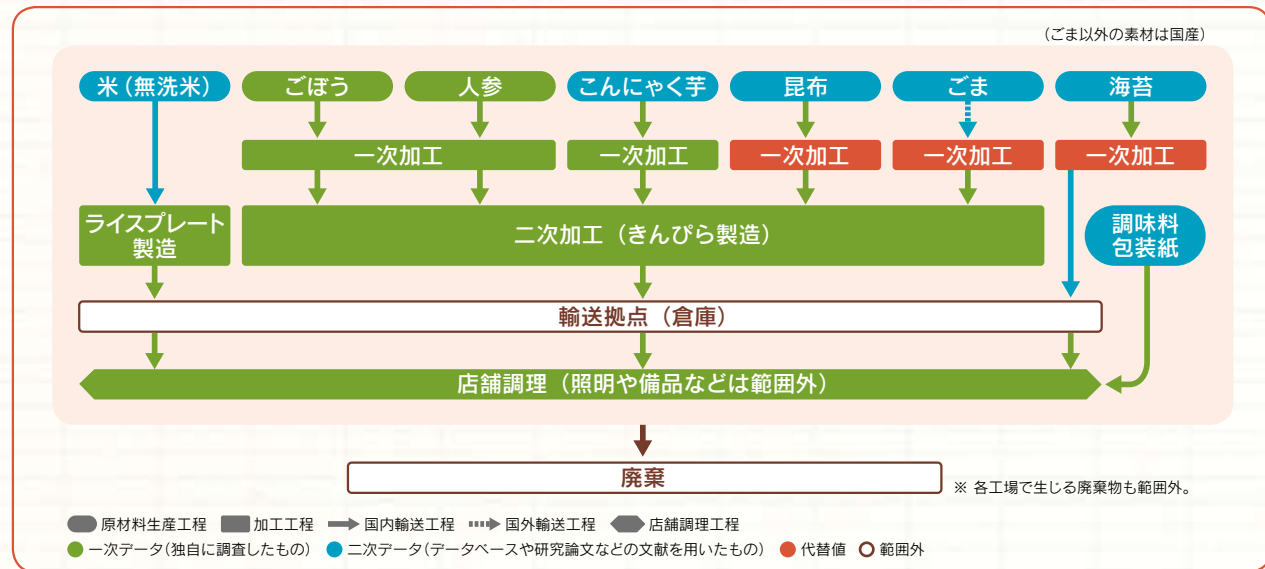 （ごま以外の素材は国産）
米（無洗米）
ごぼう
人参
こんにゃく芋
昆布
ごま
海苔
一次加工
一次加工
一次加工
一次加工
一次加工
ライスプレート
製造
二次加工（きんぴら製造）
調味料
包装紙
輸送拠点（倉庫）
店舗調理（照明や備品などは範囲外）
廃棄
※ 各工場で生じる廃棄物も範囲外。
原材料生産工程 加工工程 国内輸送工程 国外輸送工程 店舗調理工程
一次データ（独自に調査したもの） 二次データ（データベースや研究論文などの文献を用いたもの） 代替値 範囲外